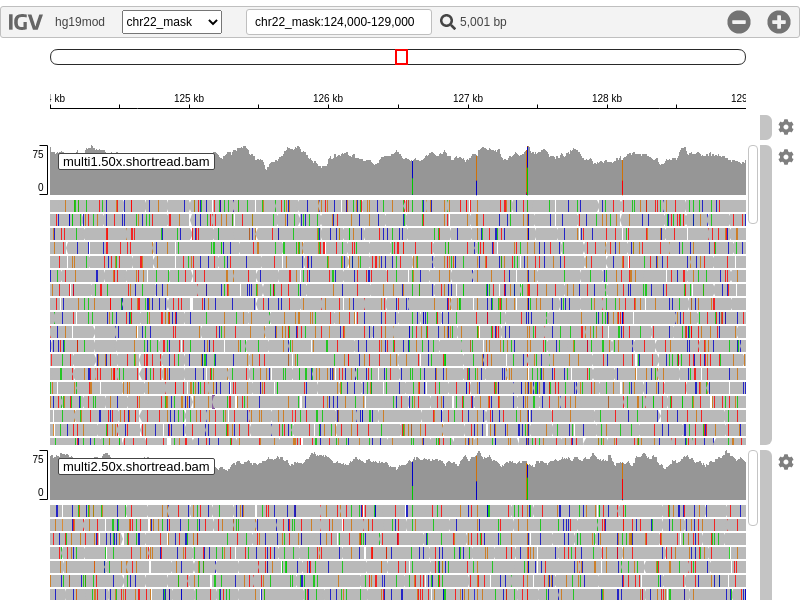 IGV hg19mod chr22_mask chr22_mask:124,000-129,000 5,001 bp
kb 125 kb 126 kb 127 kb 128 kb 129
75
multi1.50x.shortread.bam
0
75
multi2.50x.shortread.bam
0